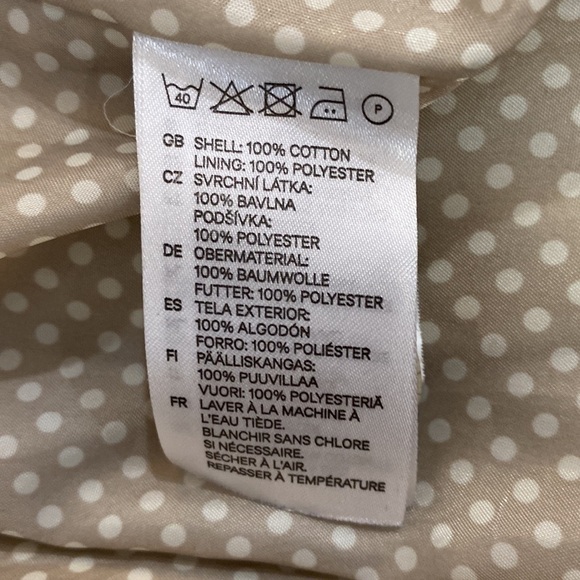 40
P
GB SHELL: 100% COTTON
LINING: 100% POLYESTER
CZ SVRCHNÍ LÁTKA:
100% BAVLNA
PODŠÍVKA:
100% POLYESTER
DE OBERMATERIAL:
100% BAUMWOLLE
FUTTER: 100% POLYESTER
ES TELA EXTERIOR:
100% ALGODÓN
FORRO: 100% POLIÉSTER
FI PÄÄLLISKANGAS:
100% PUUVILLAA
VUORI: 100% POLYESTERIÄ
FR LAVER À LA MACHINE À
L'EAU TIÈDE.
BLANCHIR SANS CHLORE
SI NÉCESSAIRE.
SÉCHER À L'AIR.
REPASSER À TEMPÉRATURE